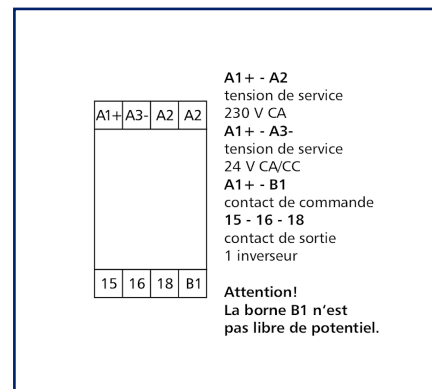 A1+ A3- A2 A2
15 16 18 B1
A1+ - A2
tension de service
230 V CA
A1+ - A3-
tension de service
24 V CA/CC
A1+ - B1
contact de commande
15 - 16 - 18
contact de sortie
1 inverseur
Attention!
La borne B1 n'est
pas libre de potentiel.